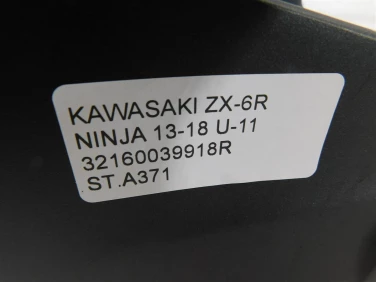 KAWASAKI ZX-6R
NINJA 13-18 U-11
32160039918R
ST.A371